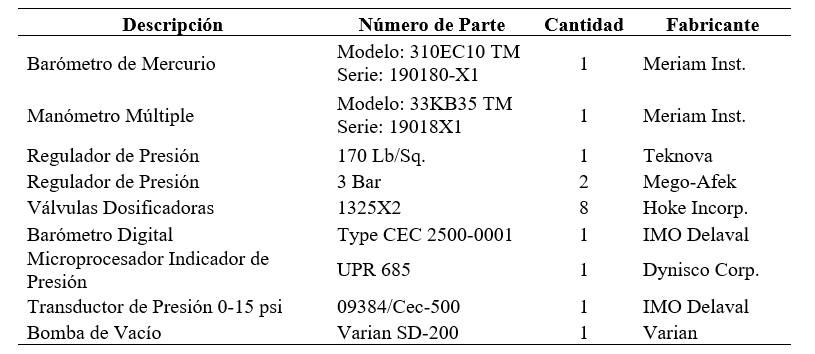 Descripción Número de Parte Cantidad Fabricante
Barómetro de Mercurio Modelo: 310EC10 TM 1 Meriam Inst.
Serie: 190180-X1
Manómetro Múltiple Modelo: 33KB35 TM 1 Meriam Inst.
Serie: 19018X1
Regulador de Presión 170 Lb/Sq. 1 Teknova
Regulador de Presión 3 Bar 2 Mego-Afek
Válvulas Dosificadoras 1325X2 8 Hoke Incorp.
Barómetro Digital Type CEC 2500-0001 1 IMO Delaval
Microprocesador Indicador de UPR 685 1 Dynisco Corp.
Presión
Transductor de Presión 0-15 psi 09384/Cec-500 1 IMO Delaval
Bomba de Vacío Varian SD-200 1 Varian